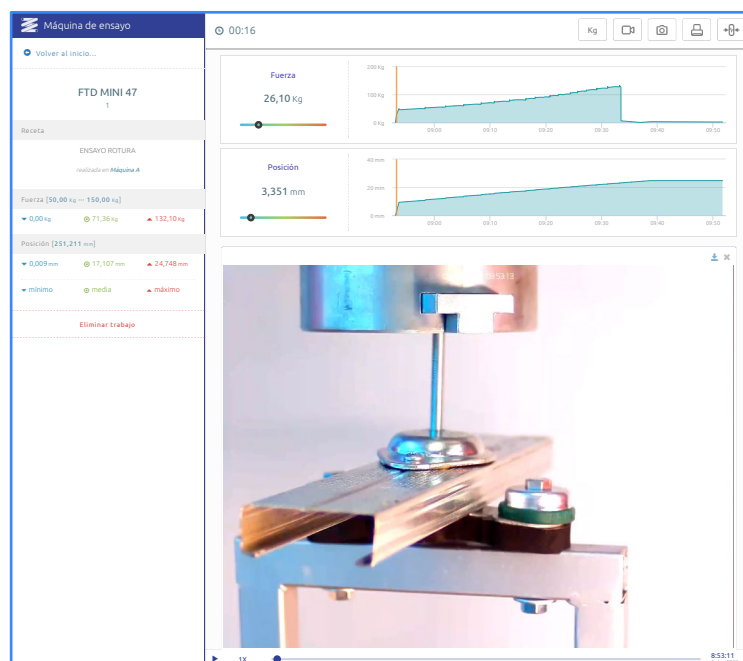 Máquina de ensayo
Volver al inicio...
FTD MINI 47
1
Receta
ENSAYO ROTURA
realizada en Máquina A
Fuerza [50,00 Kg — 150,00 Kg]
0,00 Kg 71,36 Kg 132,10 Kg
Posición [251,211 mm]
0,009 mm 17,107 mm 24,748 mm
mínimo media máximo
Eliminar trabajo
00:16
Kg
Fuerza
26,10 Kg
200 Kg
100 Kg
0 Kg
09:00 09:10 09:20 09:30 09:40 09:50
Posición
3,351 mm
40 mm
20 mm
0 mm
09:00 09:10 09:20 09:30 09:40 09:50
09:53:13
1X
8:53:11